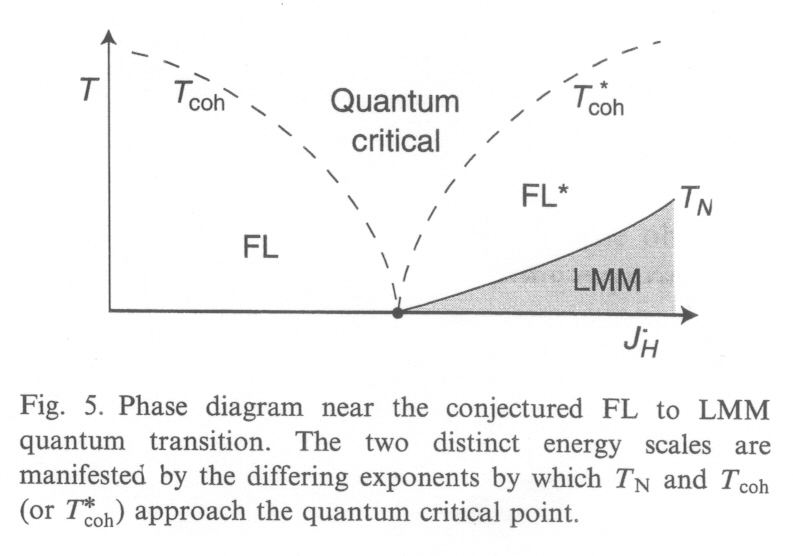 T
T_coh
Quantum
critical
T*_coh
FL*
T_N
FL
LMM
J_H
Fig. 5. Phase diagram near the conjectured FL to LMM
quantum transition. The two distinct energy scales are
manifested by the differing exponents by which T_N and T_coh
(or T*_coh) approach the quantum critical point.